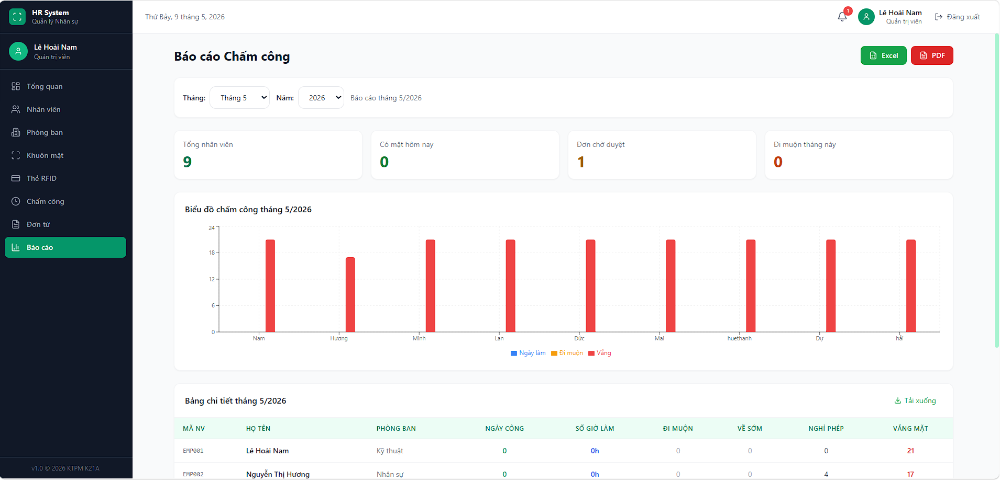 HR System
Quản lý Nhân sự
Lê Hoài Nam
Quản trị viên
Tổng quan
Nhân viên
Phòng ban
Khuôn mặt
Thẻ RFID
Chấm công
Đơn từ
Báo cáo
v1.0 © 2026 KTPM K21A
Thứ Bảy, 9 tháng 5, 2026
1
Lê Hoài Nam
Quản trị viên
Đăng xuất
Báo cáo Chấm công
Excel
PDF
Tháng: Tháng 5 Năm: 2026 Báo cáo tháng 5/2026
Tổng nhân viên
9
Có mặt hôm nay
0
Đơn chờ duyệt
1
Đi muộn tháng này
0
Biểu đồ chấm công tháng 5/2026
24
18
12
6
0
Nam Hương Minh Lan Đức Mai huethanh Dự hải
Ngày làm Đi muộn Vắng
Bảng chi tiết tháng 5/2026
Tải xuống
MÃ NV HỌ TÊN PHÒNG BAN NGÀY CÔNG SỐ GIỜ LÀM ĐI MUỘN VỀ SỚM NGHỈ PHÉP VẮNG MẶT
EMP001 Lê Hoài Nam Kỹ thuật 0 0h 0 0 0 21
EMP002 Nguyễn Thị Hương Nhân sự 0 0h 0 0 4 17